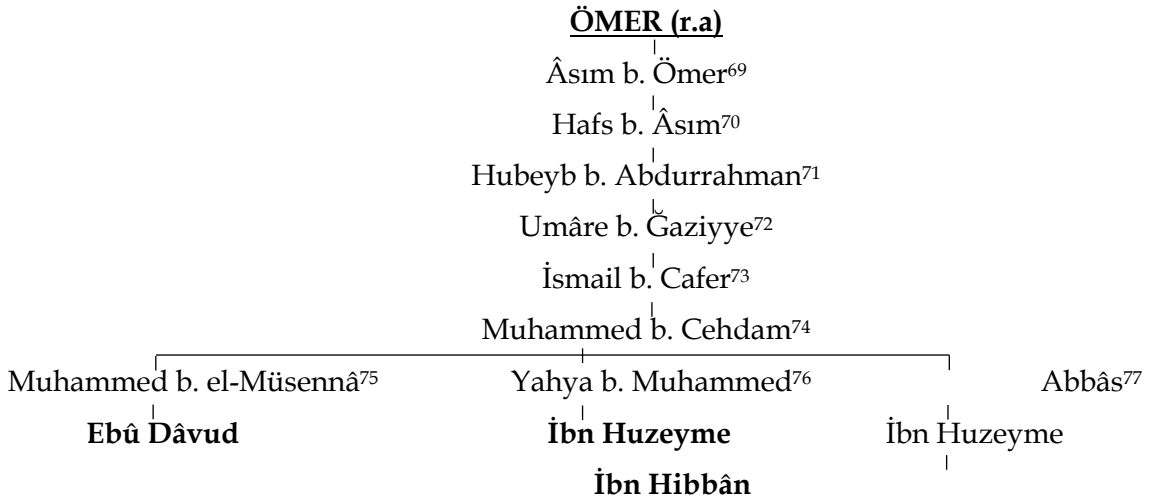 ÖMER (r.a)
Âsım b. Ömer⁶⁹
Hafs b. Âsım⁷⁰
Hubeyb b. Abdurrahman⁷¹
Umâre b. Ğaziyye⁷²
İsmail b. Cafer⁷³
Muhammed b. Cehdam⁷⁴
Muhammed b. el-Müsennâ⁷⁵ Yahya b. Muhammed⁷⁶ Abbâs⁷⁷
Ebû Dâvud İbn Huzeyme İbn Huzeyme
İbn Hibbân